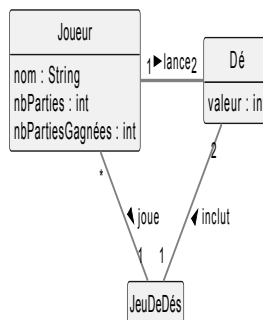 Joueur
nom : String
nbParties : int
nbPartiesGagnées : int
1 lance 2
Dé
valeur : in
* joue 1
1 inclut 2
JeuDeDés